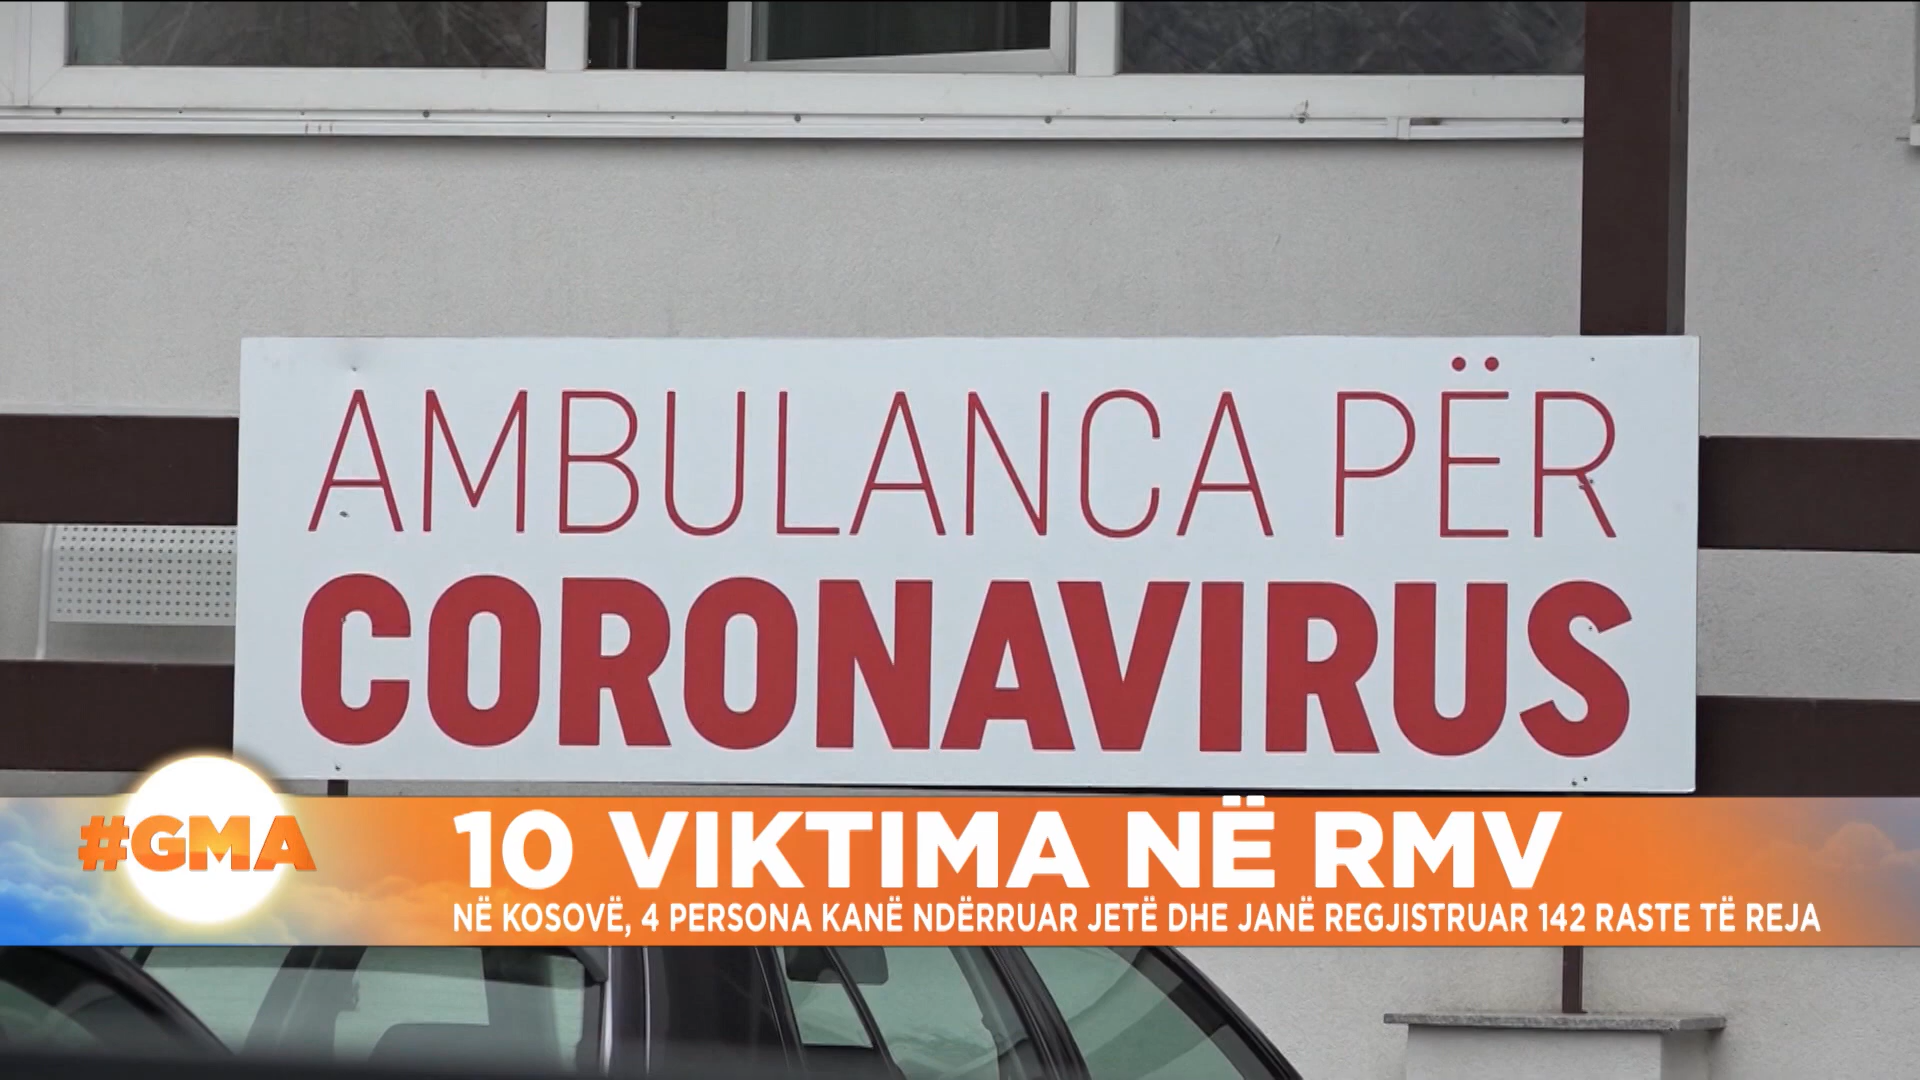 AMBULANCA PËR
CORONAVIRUS
#GMA
10 VIKTIMA NË RMV
NË KOSOVË, 4 PERSONA KANË NDËRRUAR JETË DHE JANË REGJISTRUAR 142 RASTE TË REJA